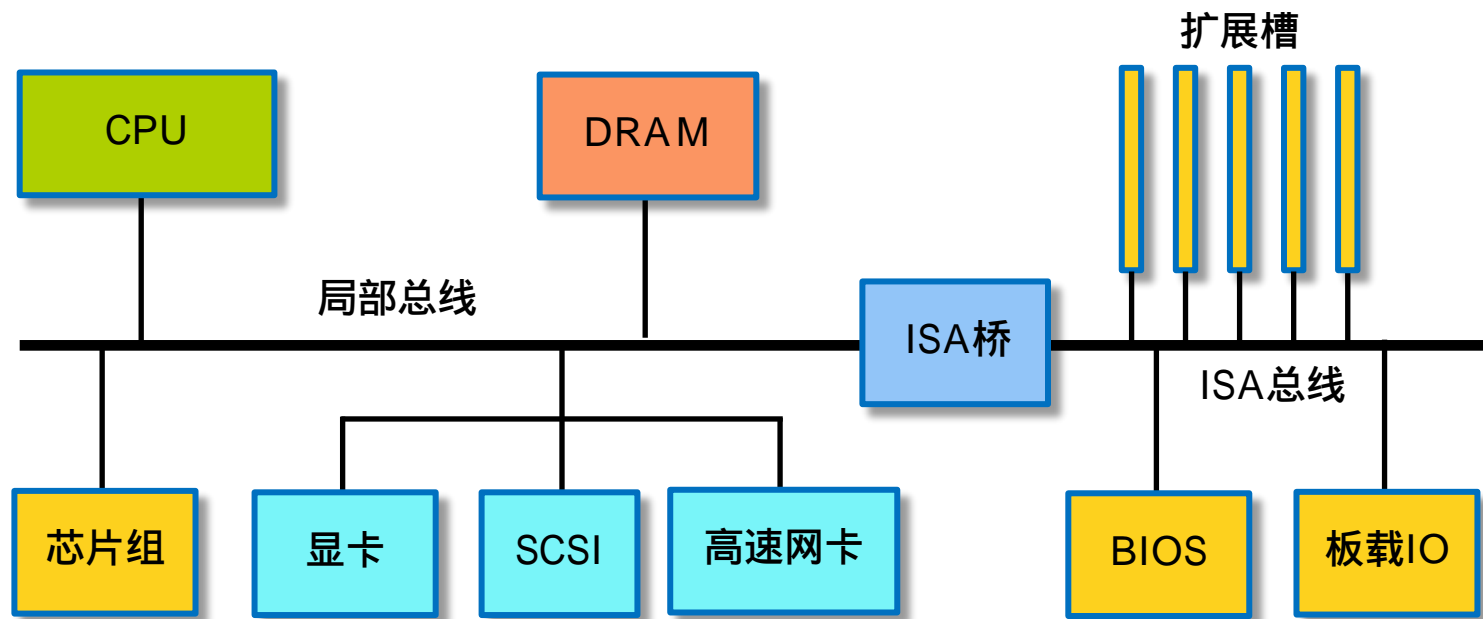 扩展槽
CPU
DRAM
局部总线
ISA桥
ISA总线
芯片组
显卡
SCSI
高速网卡
BIOS
板载IO